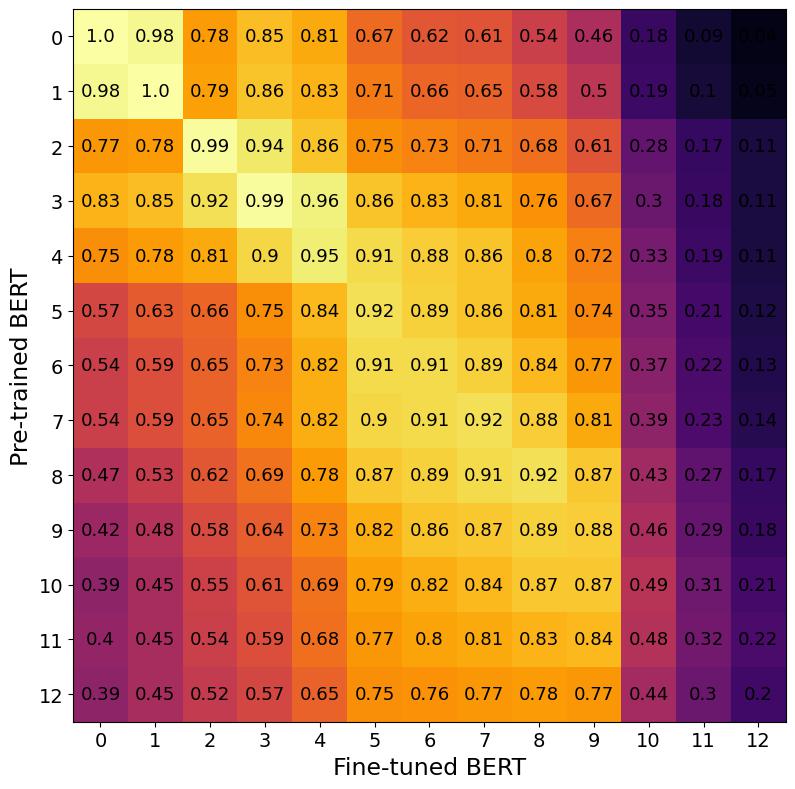 0 1.0 0.98 0.78 0.85 0.81 0.67 0.62 0.61 0.54 0.46 0.18 0.09 0.04
1 0.98 1.0 0.79 0.86 0.83 0.71 0.66 0.65 0.58 0.5 0.19 0.1 0.05
2 0.77 0.78 0.99 0.94 0.86 0.75 0.73 0.71 0.68 0.61 0.28 0.17 0.11
3 0.83 0.85 0.92 0.99 0.96 0.86 0.83 0.81 0.76 0.67 0.3 0.18 0.11
4 0.75 0.78 0.81 0.9 0.95 0.91 0.88 0.86 0.8 0.72 0.33 0.19 0.11
5 0.57 0.63 0.66 0.75 0.84 0.92 0.89 0.86 0.81 0.74 0.35 0.21 0.12
6 0.54 0.59 0.65 0.73 0.82 0.91 0.91 0.89 0.84 0.77 0.37 0.22 0.13
7 0.54 0.59 0.65 0.74 0.82 0.9 0.91 0.92 0.88 0.81 0.39 0.23 0.14
8 0.47 0.53 0.62 0.69 0.78 0.87 0.89 0.91 0.92 0.87 0.43 0.27 0.17
9 0.42 0.48 0.58 0.64 0.73 0.82 0.86 0.87 0.89 0.88 0.46 0.29 0.18
10 0.39 0.45 0.55 0.61 0.69 0.79 0.82 0.84 0.87 0.87 0.49 0.31 0.21
11 0.4 0.45 0.54 0.59 0.68 0.77 0.8 0.81 0.83 0.84 0.48 0.32 0.22
12 0.39 0.45 0.52 0.57 0.65 0.75 0.76 0.77 0.78 0.77 0.44 0.3 0.2
0 1 2 3 4 5 6 7 8 9 10 11 12
Fine-tuned BERT
Pre-trained BERT